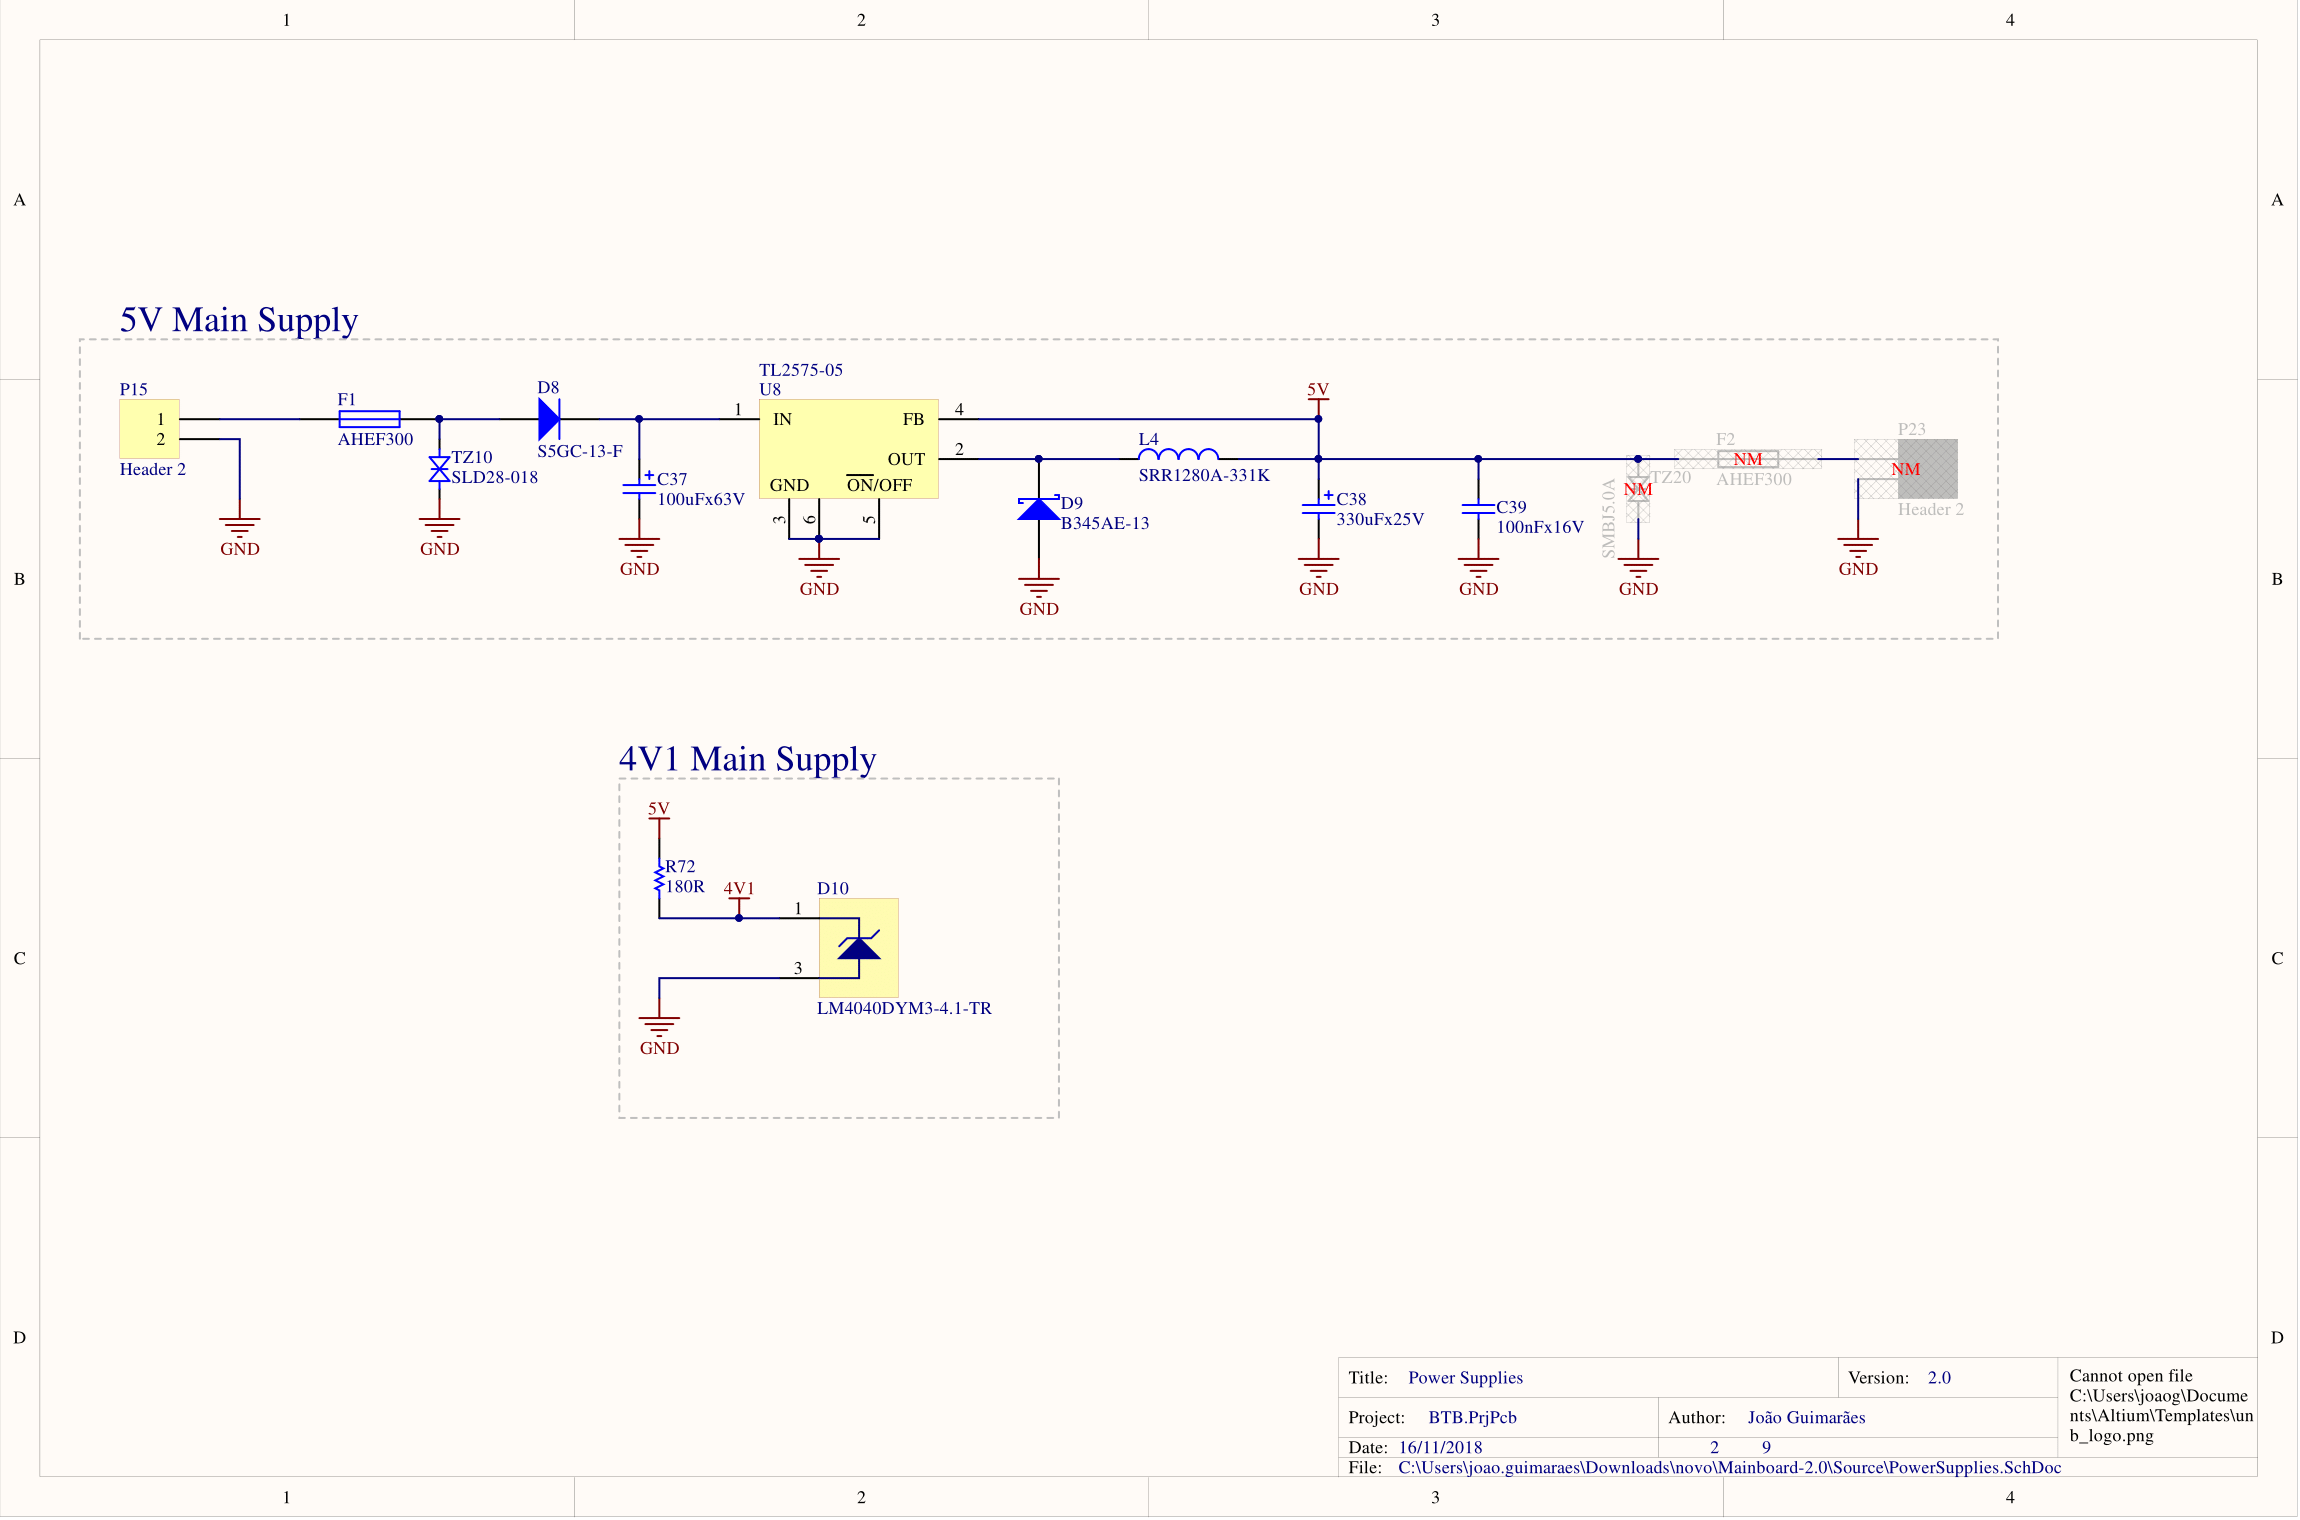 1 2 3 4
A A
5V Main Supply
P15
1
2
Header 2
GND
F1
AHEF300
TZ10
SLD28-018
GND
D8
S5GC-13-F
+
C37
100uFx63V
GND
TL2575-05
U8
1 IN FB 4
OUT 2
GND ON/OFF
3 6 5
GND
D9
B345AE-13
GND
L4
SRR1280A-331K
5V
+
C38
330uFx25V
GND
C39
100nFx16V
GND
NM
TZ20
SMBJ5.0A
GND
F2
NM
AHEF300
P23
NM
Header 2
GND
B B
4V1 Main Supply
5V
R72
180R
4V1
D10
1
3
LM4040DYM3-4.1-TR
GND
C C
D D
Title: Power Supplies
Version: 2.0
Project: BTB.PrjPcb
Author: João Guimarães
Date: 16/11/2018
2 9
File: C:\Users\joao.guimaraes\Downloads\novo\Mainboard-2.0\Source\PowerSupplies.SchDoc
Cannot open file
C:\Users\joaog\Docume
nts\Altium\Templates\un
b_logo.png
1 2 3 4